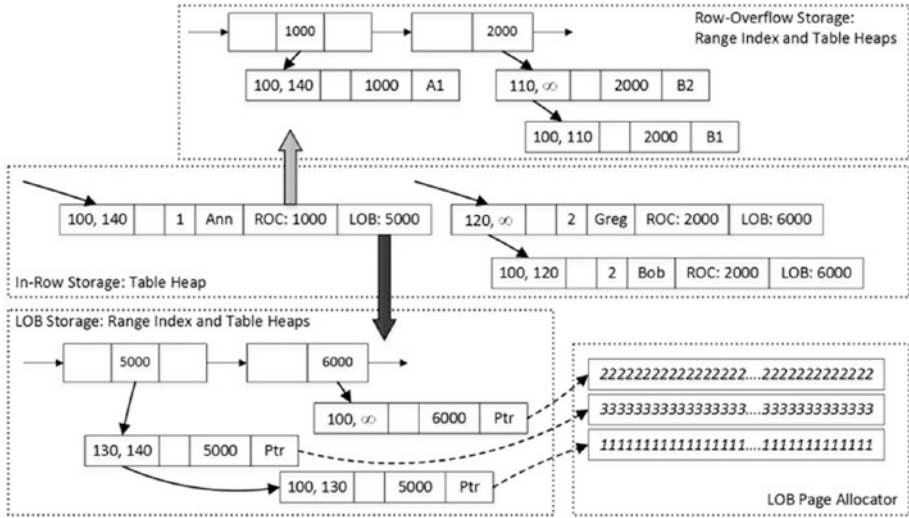 Row-Overflow Storage:
Range Index and Table Heaps
1000
2000
100, 140 1000 A1
110, ∞ 2000 B2
100, 110 2000 B1
100, 140 1 Ann ROC: 1000 LOB: 5000
120, ∞ 2 Greg ROC: 2000 LOB: 6000
100, 120 2 Bob ROC: 2000 LOB: 6000
In-Row Storage: Table Heap
LOB Storage: Range Index and Table Heaps
5000
6000
100, ∞ 6000 Ptr
130, 140 5000 Ptr
100, 130 5000 Ptr
2222222222222222222....2222222222222
3333333333333333333....3333333333333
1111111111111111111....1111111111111
LOB Page Allocator